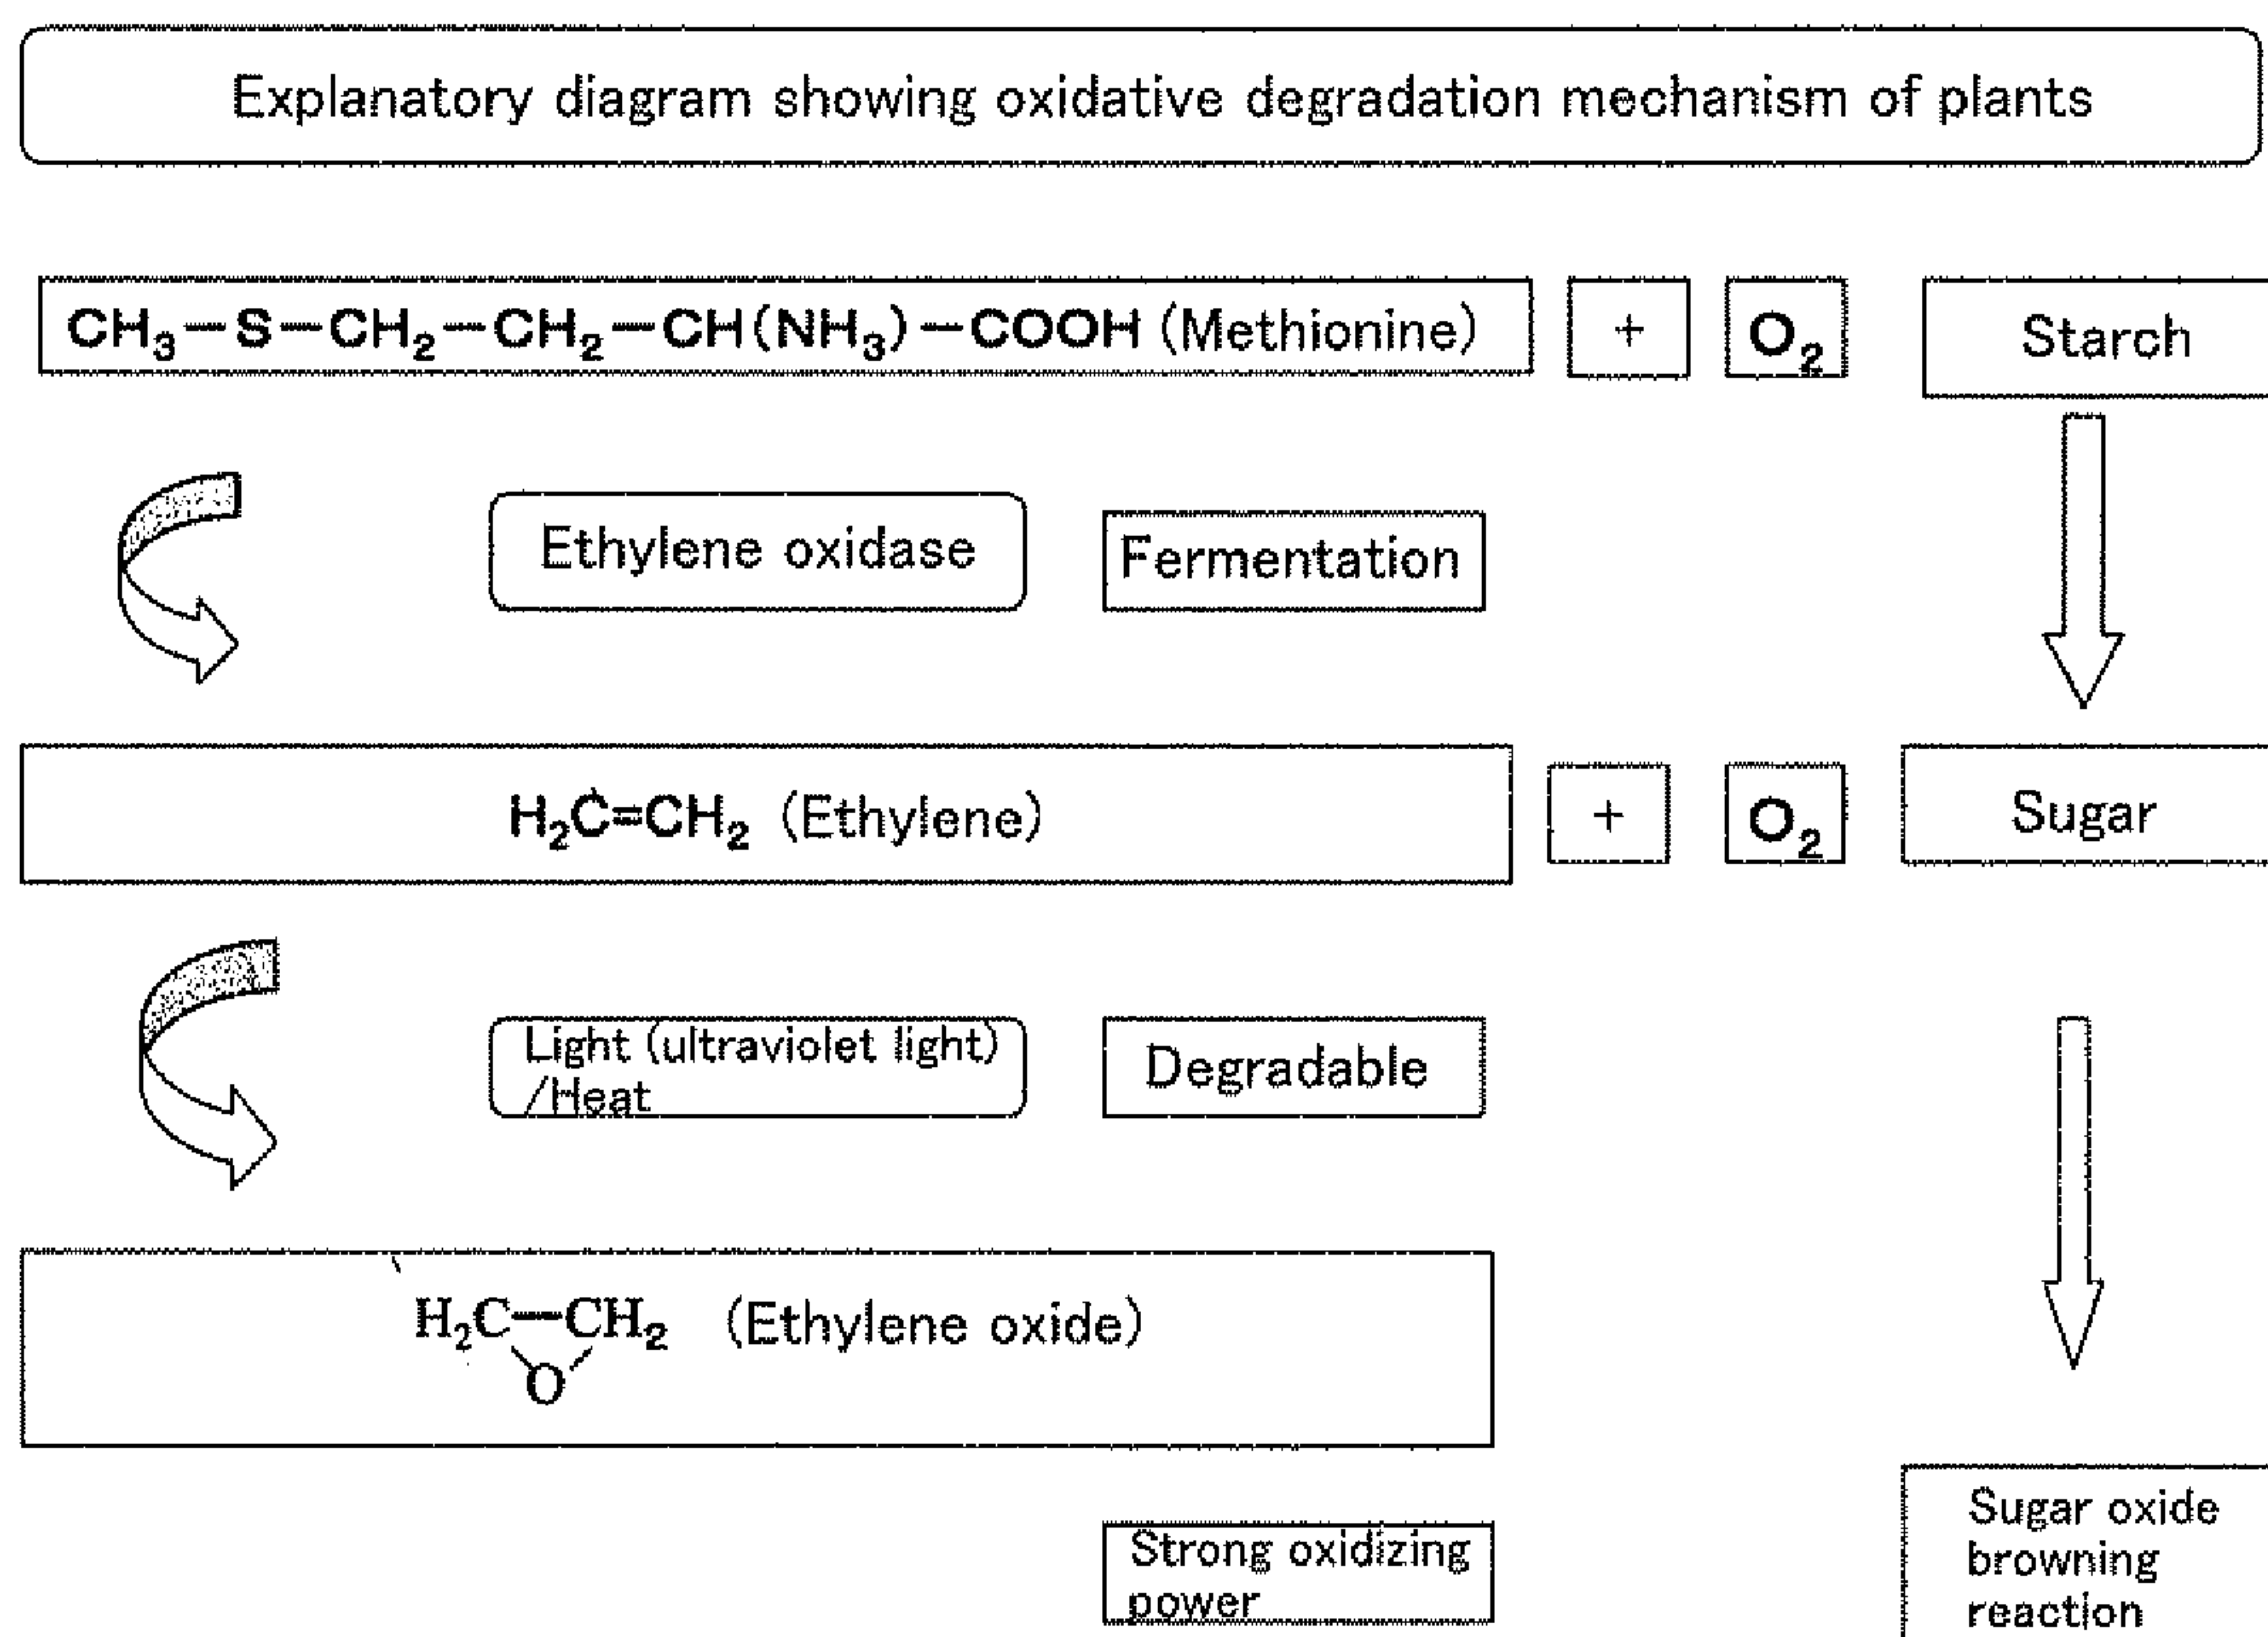 Explanatory diagram showing oxidative degradation mechanism of plants
CH₃—S—CH₂—CH₂—CH(NH₃)—COOH (Methionine)
+
O₂
Starch
Ethylene oxidase
Fermentation
H₂C=CH₂ (Ethylene)
+
O₂
Sugar
Light (ultraviolet light)
/Heat
Degradable
H₂C—CH₂ (Ethylene oxide)
O
Strong oxidizing
power
Sugar oxide
browning
reaction